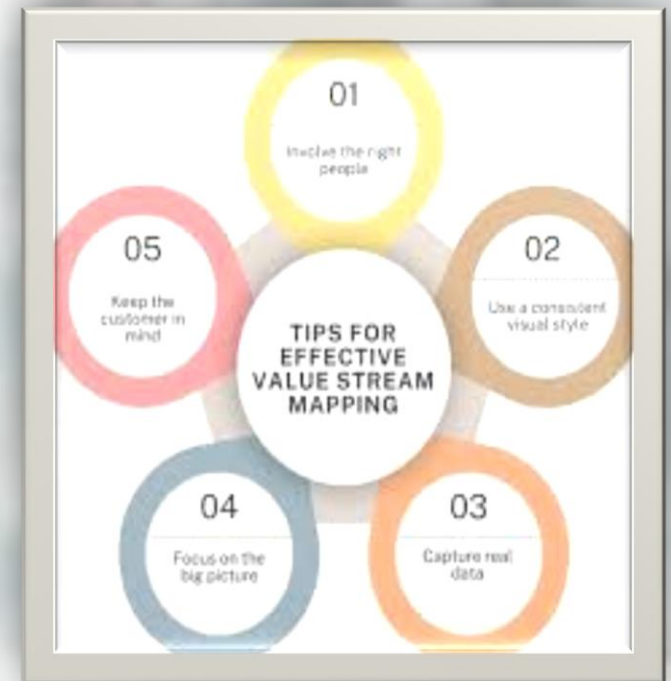 01
Involve the right
people
02
Use a consistent
visual style
03
Capture real
data
04
Focus on the
big picture
05
Keep the
customer in
mind
TIPS FOR
EFFECTIVE
VALUE STREAM
MAPPING